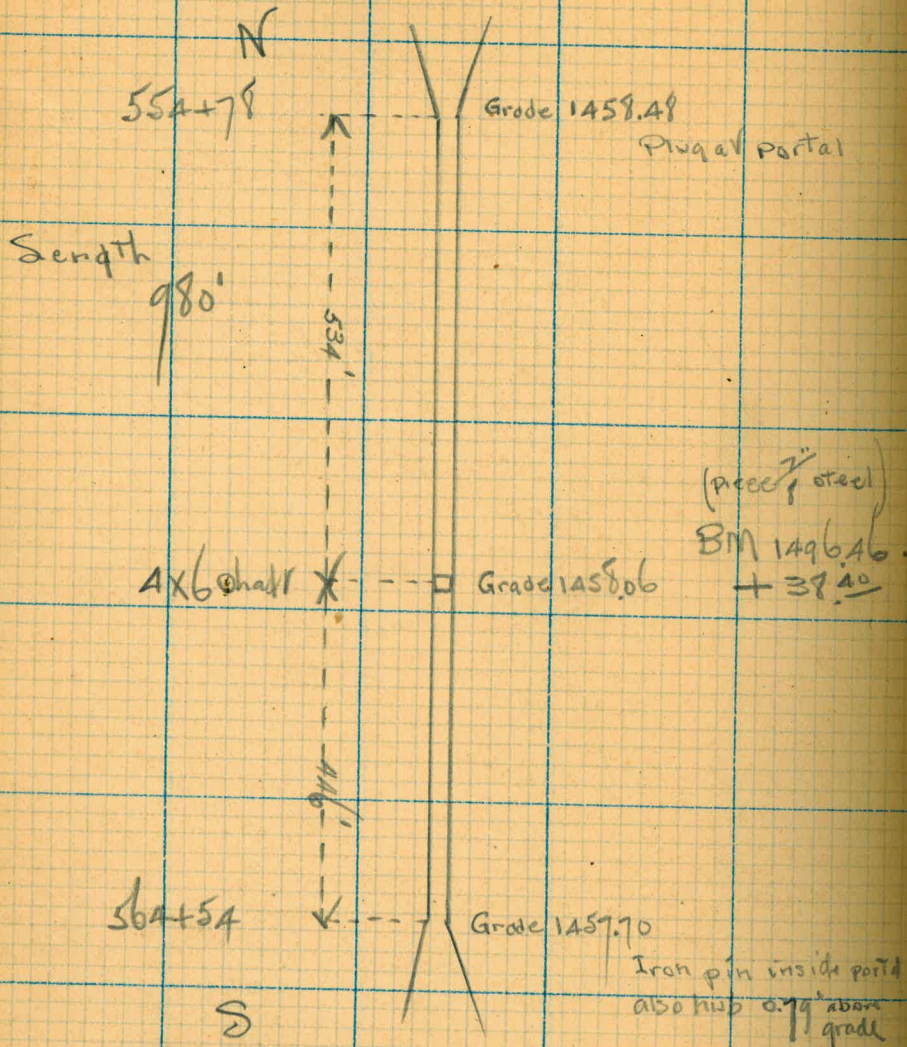 N
554+78
Grade 1458.48
Plug at portal
Length
980'
534'
(piece 7/8" steel)
BM 1496.46
4x6 shaft
Grade 1458.06
+ 38.40
446'
564+54
Grade 1457.70
Iron pin inside portal
also hub 0.79' above
grade
S